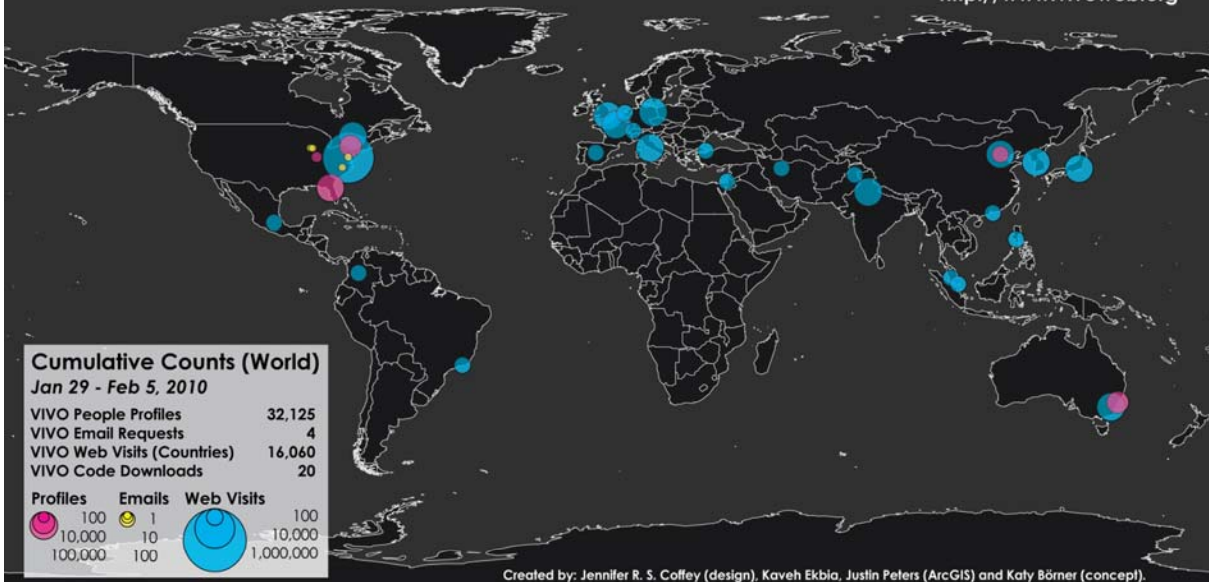 Cumulative Counts (World)
Jan 29 - Feb 5, 2010
VIVO People Profiles 32,125
VIVO Email Requests 4
VIVO Web Visits (Countries) 16,060
VIVO Code Downloads 20
Profiles Emails Web Visits
100 1 100
10,000 10 10,000
100,000 100 1,000,000
Created by: Jennifer R. S. Coffey (design), Kaveh Ekbia, Justin Peters (ArcGIS) and Katy Börner (concept).